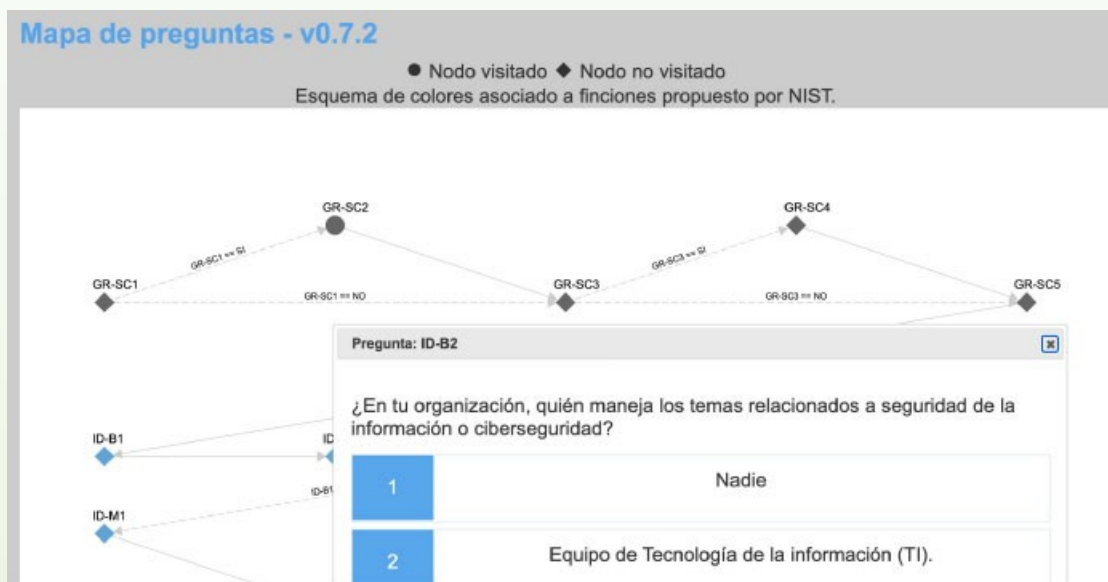 Mapa de preguntas - v0.7.2
Nodo visitado Nodo no visitado
Esquema de colores asociado a finciones propuesto por NIST.
GR-SC2
GR-SC4
GR-SC1 == SI
GR-SC3 == SI
GR-SC1
GR-SC1 == NO
GR-SC3
GR-SC3 == NO
GR-SC5
Pregunta: ID-B2
¿En tu organización, quién maneja los temas relacionados a seguridad de la
información o ciberseguridad?
ID-B1
ID
1 Nadie
ID-B1
ID-M1
2 Equipo de Tecnología de la información (TI).